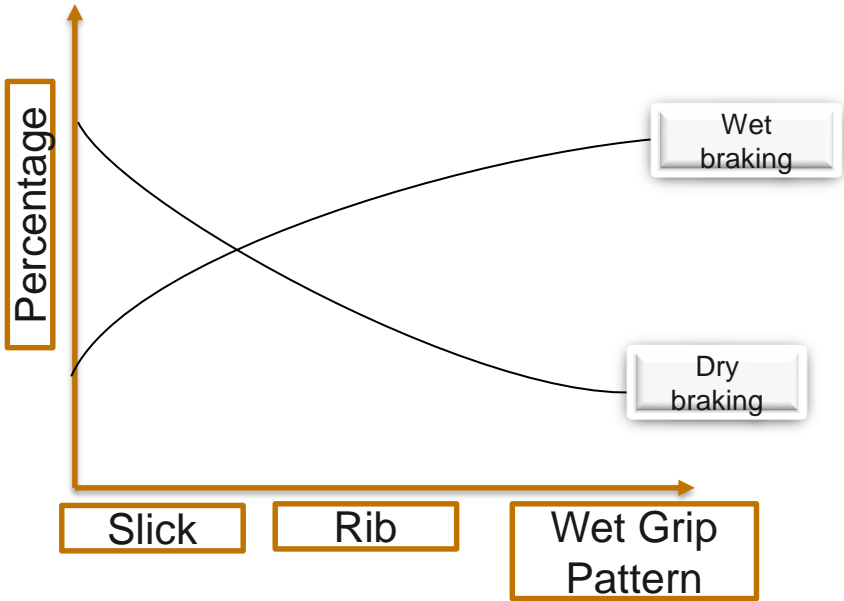 Percentage
Wet
braking
Dry
braking
Slick
Rib
Wet Grip
Pattern